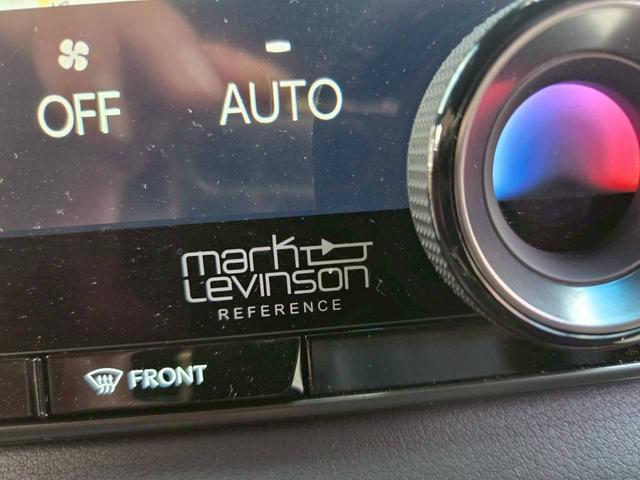 OFF AUTO
mark
Levinson
REFERENCE
FRONT